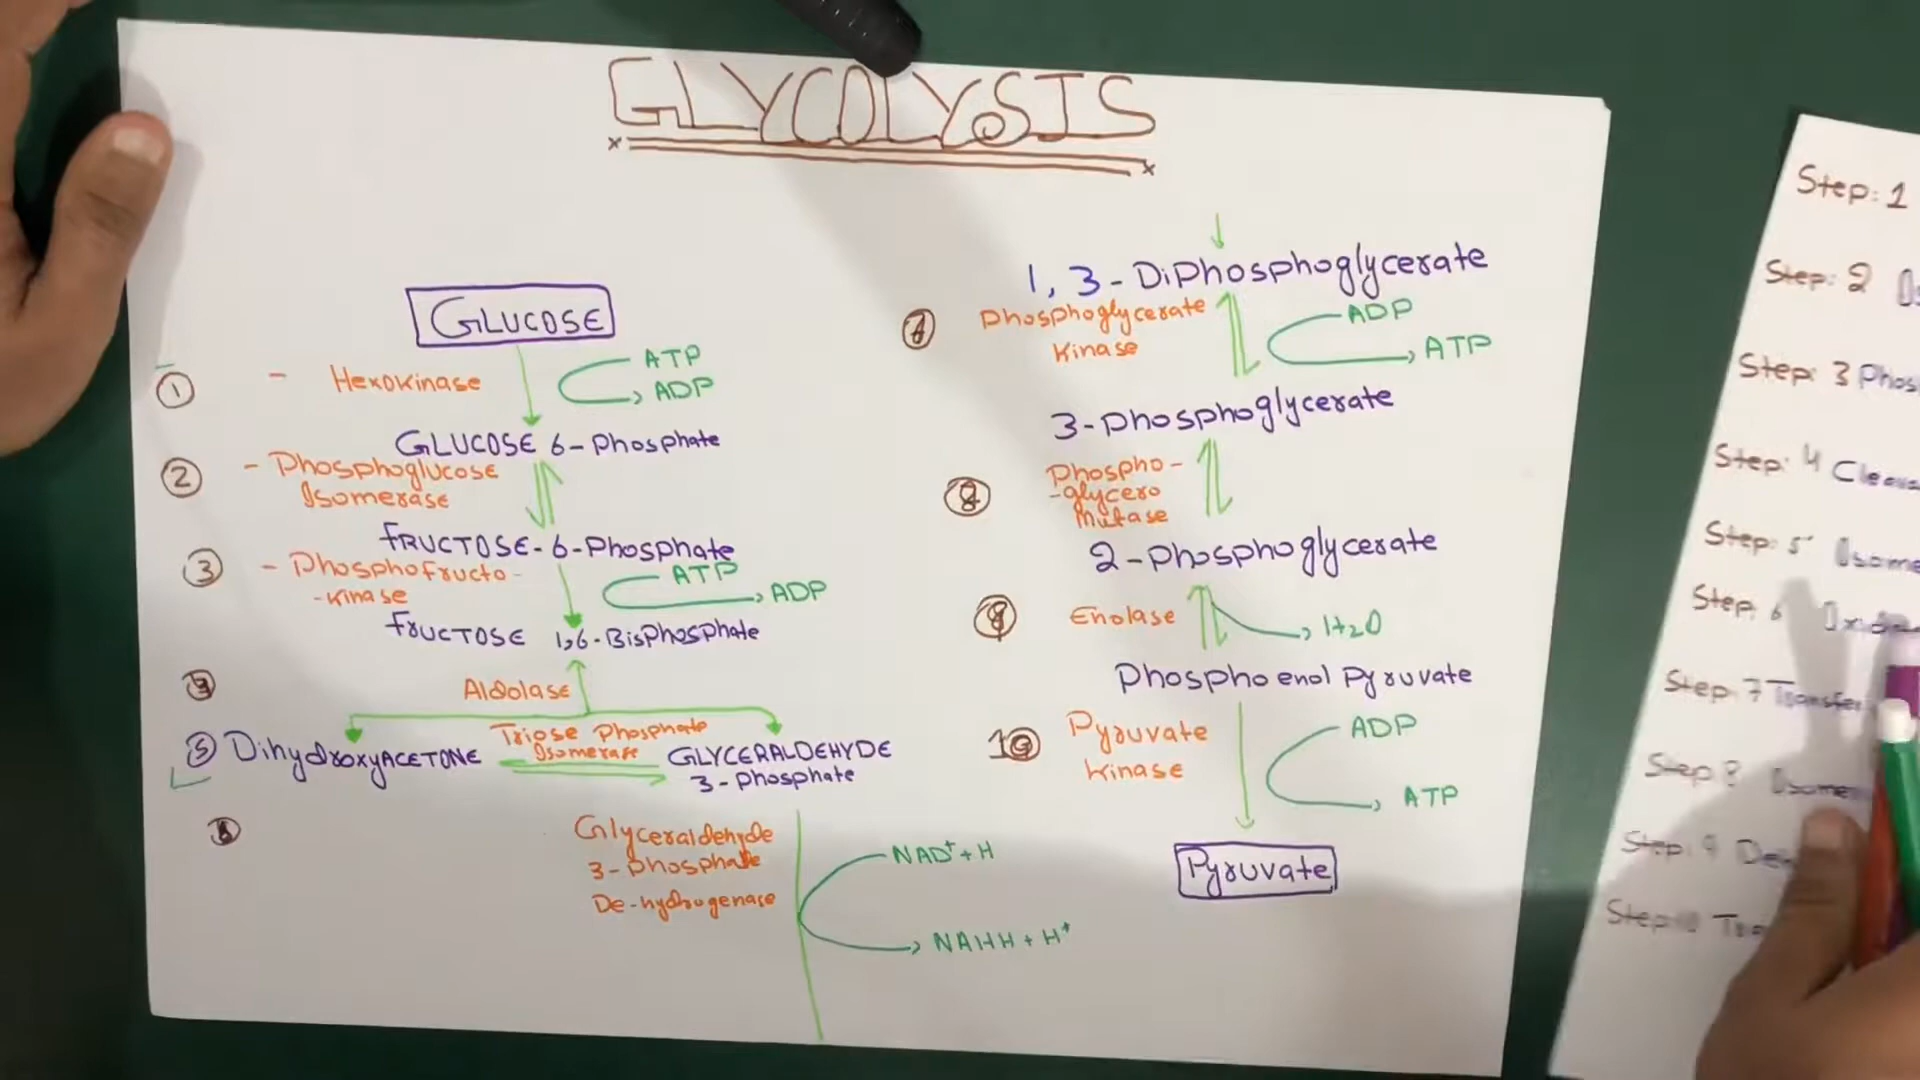 GLYCOLYSIS
GLUCOSE
1 - Hexokinase
ATP
ADP
GLUCOSE 6-Phosphate
2 - Phosphoglucose
Isomerase
FRUCTOSE-6-Phosphate
3 - Phosphofructo-
-kinase
ATP
ADP
FRUCTOSE 1,6-Bisphosphate
Aldolase
Triose Phosphate
Isomerase
5 DihydroxyACETONE
GLYCERALDEHYDE
3-Phosphate
Glyceraldehyde
3-Phosphate
De-hydrogenase
NAD⁺+H
NAHH+H⁺
1,3-Diphosphoglycerate
Phosphoglycerate
Kinase
ADP
ATP
3-Phosphoglycerate
8 Phospho-
-glycero
Mutase
2-Phosphoglycerate
9 Enolase
H2O
Phosphoenol Pyruvate
10 Pyruvate
Kinase
ADP
ATP
Pyruvate
Step: 1
Step: 2
Step: 3
Step: 4
Step: 5
Step: 6
Step: 7 Transfer
Step: 8
Step: 9
Step: 10